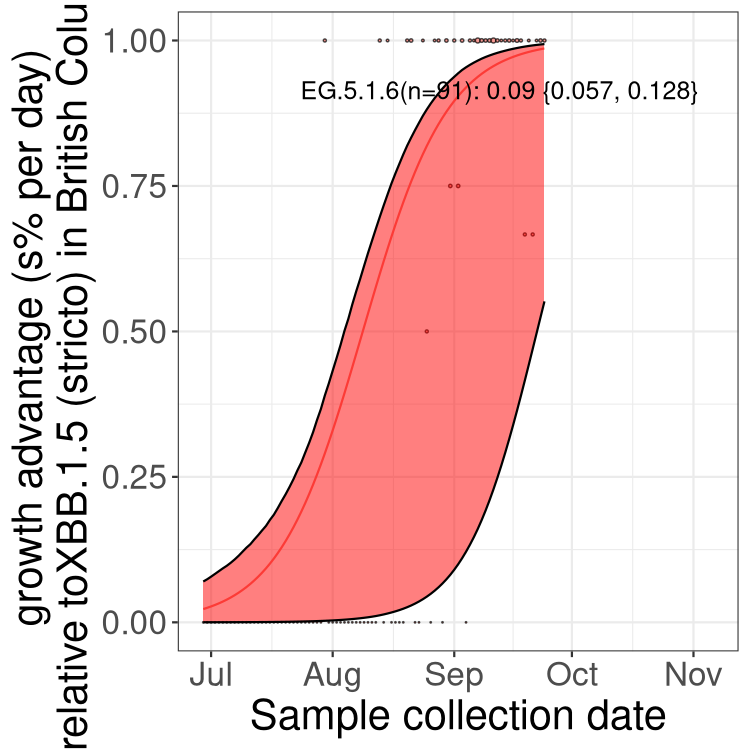 growth advantage (s% per day)
relative toXBB.1.5 (stricto) in British Colu
1.00
0.75
0.50
0.25
0.00
EG.5.1.6(n=91): 0.09 {0.057, 0.128}
Jul Aug Sep Oct Nov
Sample collection date